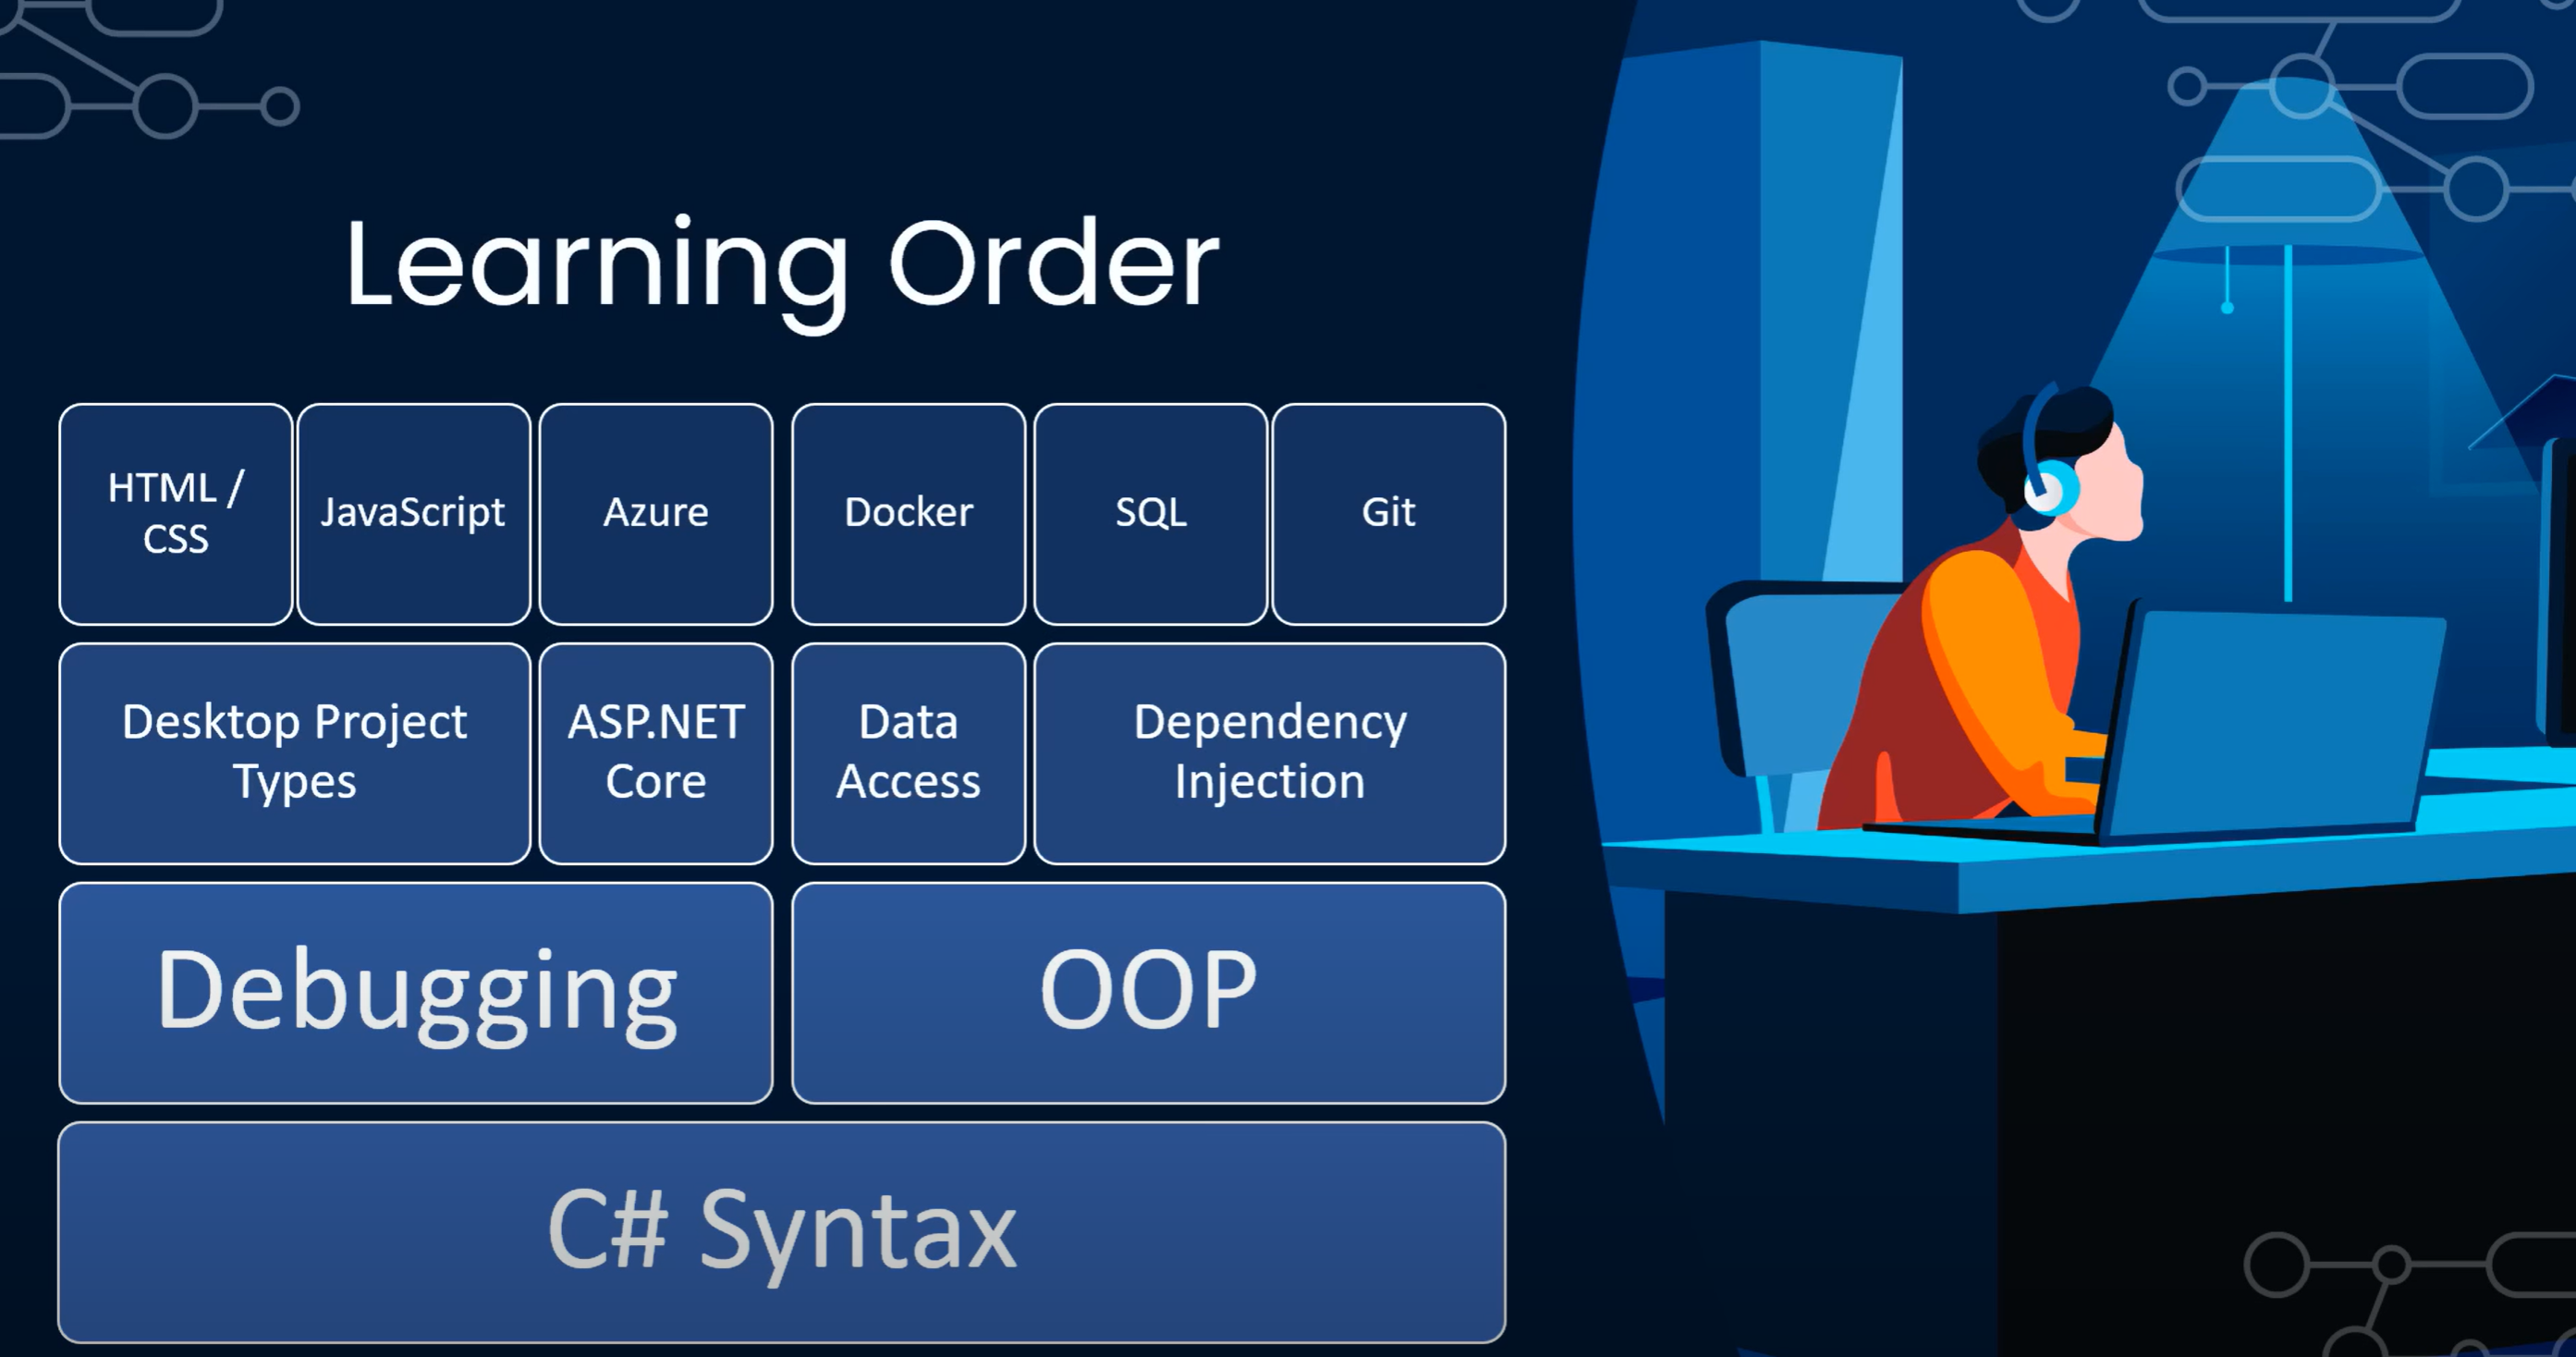 Learning Order
HTML /
CSS
JavaScript
Azure
Docker
SQL
Git
Desktop Project
Types
ASP.NET
Core
Data
Access
Dependency
Injection
Debugging
OOP
C# Syntax